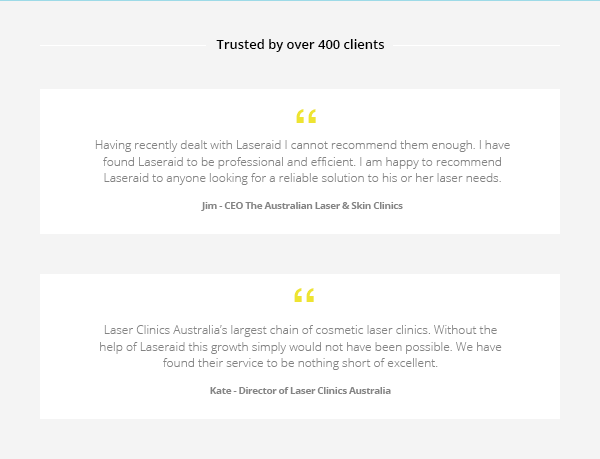 Trusted by over 400 clients
“
Having recently dealt with Laseraid I cannot recommend them enough. I have
found Laseraid to be professional and efficient. I am happy to recommend
Laseraid to anyone looking for a reliable solution to his or her laser needs.
Jim - CEO The Australian Laser & Skin Clinics
“
Laser Clinics Australia’s largest chain of cosmetic laser clinics. Without the
help of Laseraid this growth simply would not have been possible. We have
found their service to be nothing short of excellent.
Kate - Director of Laser Clinics Australia